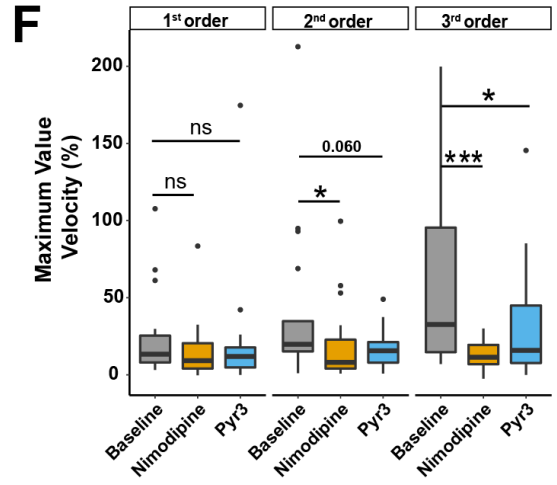 F
1st order 2nd order 3rd order
Maximum Value
Velocity (%)
200
150
100
50
0
ns
ns
0.060
*
*
***
Baseline
Nimodipine
Pyr3
Baseline
Nimodipine
Pyr3
Baseline
Nimodipine
Pyr3